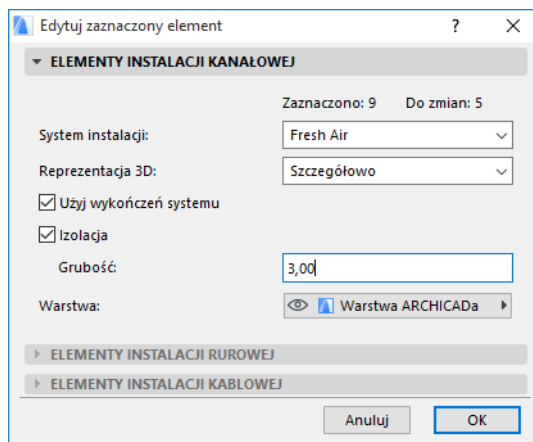 Edytuj zaznaczony element ? X
ELEMENTY INSTALACJI KANAŁOWEJ
Zaznaczono: 9 Do zmian: 5
System instalacji: Fresh Air
Reprezentacja 3D: Szczegółowo
Użyj wykończeń systemu
Izolacja
Grubość: 3,00
Warstwa: Warstwa ARCHICADa
ELEMENTY INSTALACJI RUROWEJ
ELEMENTY INSTALACJI KABLOWEJ
Anuluj OK